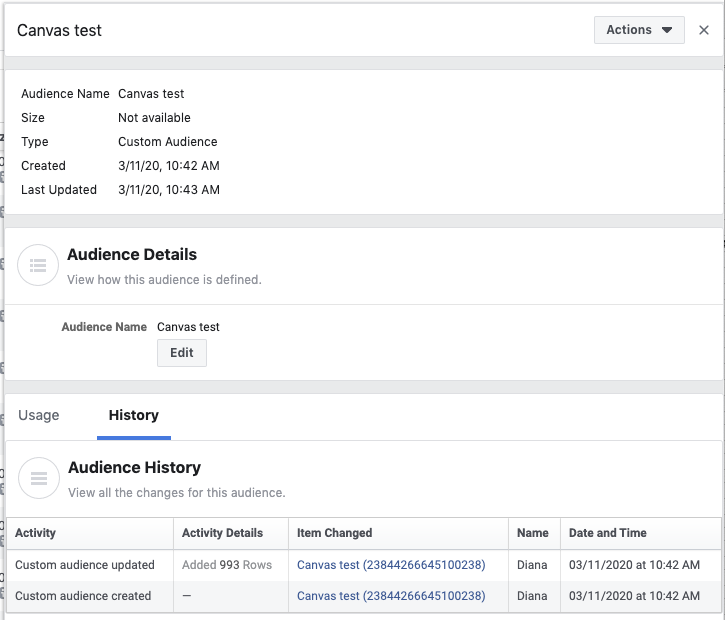 Canvas test
Actions
Audience Name Canvas test
Size Not available
Type Custom Audience
Created 3/11/20, 10:42 AM
Last Updated 3/11/20, 10:43 AM
Audience Details
View how this audience is defined.
Audience Name Canvas test
Edit
Usage History
Audience History
View all the changes for this audience.
Activity Activity Details Item Changed Name Date and Time
Custom audience updated Added 993 Rows Canvas test (23844266645100238) Diana 03/11/2020 at 10:42 AM
Custom audience created — Canvas test (23844266645100238) Diana 03/11/2020 at 10:42 AM